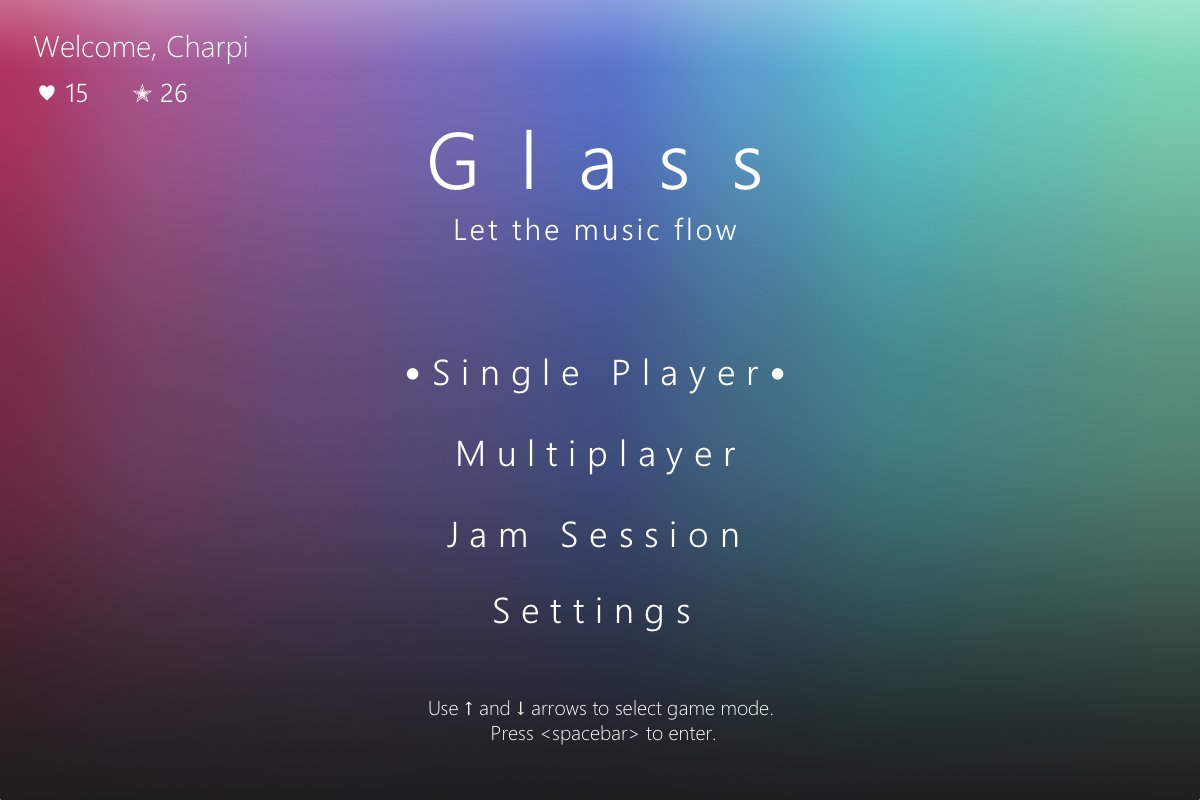 Welcome, Charpi
♥ 15 ★ 26
Glass
Let the music flow
•Single Player•
Multiplayer
Jam Session
Settings
Use ↑ and ↓ arrows to select game mode.
Press <spacebar> to enter.